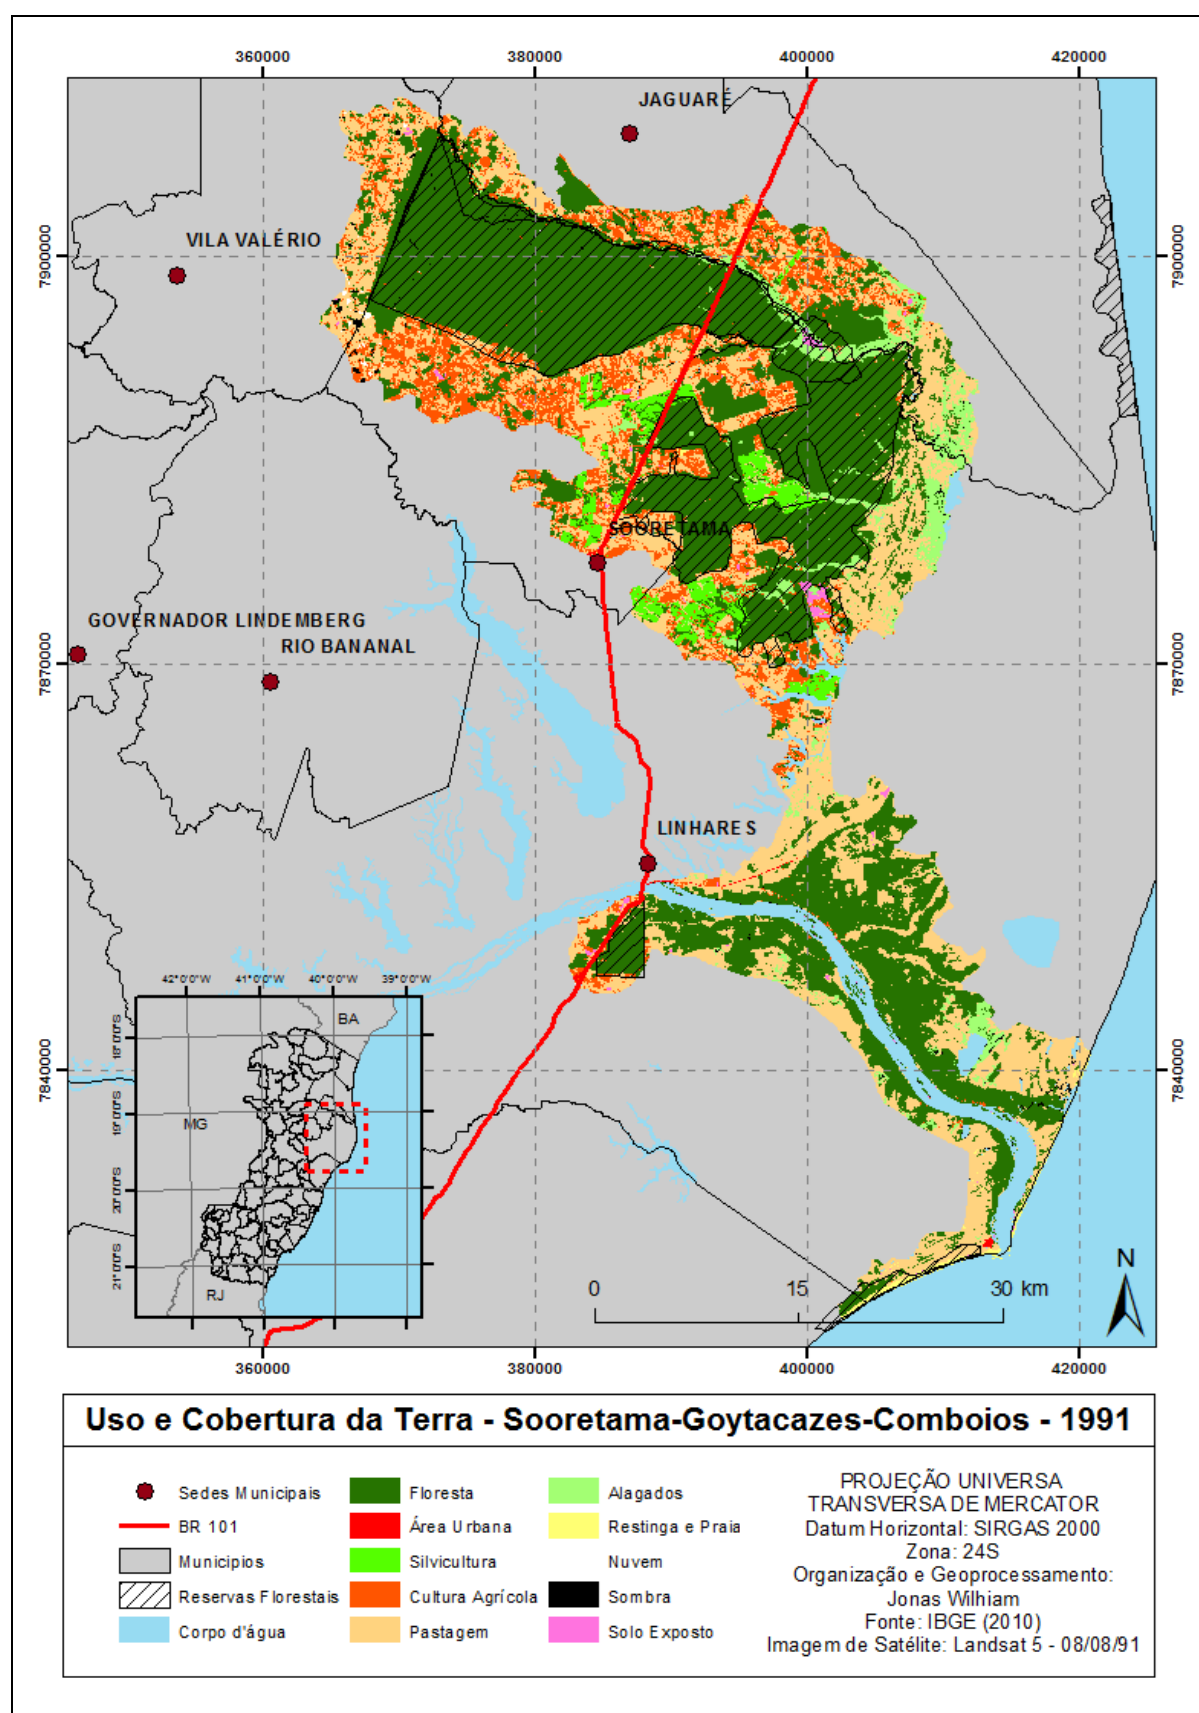 360000
380000
400000
420000
JAGUARÉ
VILA VALÉRIO
7900000
7900000
SOORETAMA
GOVERNADOR LINDEMBERG
RIO BANANAL
7870000
7870000
LINHARES
42°0'0"W
41°0'0"W
40°0'0"W
39°0'0"W
BA
18°0'0"S
MG
19°0'0"S
20°0'0"S
21°0'0"S
RJ
7840000
7840000
0
15
30 km
N
360000
380000
400000
420000
Uso e Cobertura da Terra - Sooretama-Goytacazes-Comboios - 1991
Sedes Municipais
BR 101
Municípios
Reservas Florestais
Corpo d'água
Floresta
Área Urbana
Silvicultura
Cultura Agrícola
Pastagem
Alagados
Restinga e Praia
Nuvem
Sombra
Solo Exposto
PROJEÇÃO UNIVERSA
TRANSVERSA DE MERCATOR
Datum Horizontal: SIRGAS 2000
Zona: 24S
Organização e Geoprocessamento:
Jonas Wilhiam
Fonte: IBGE (2010)
Imagem de Satélite: Landsat 5 - 08/08/91